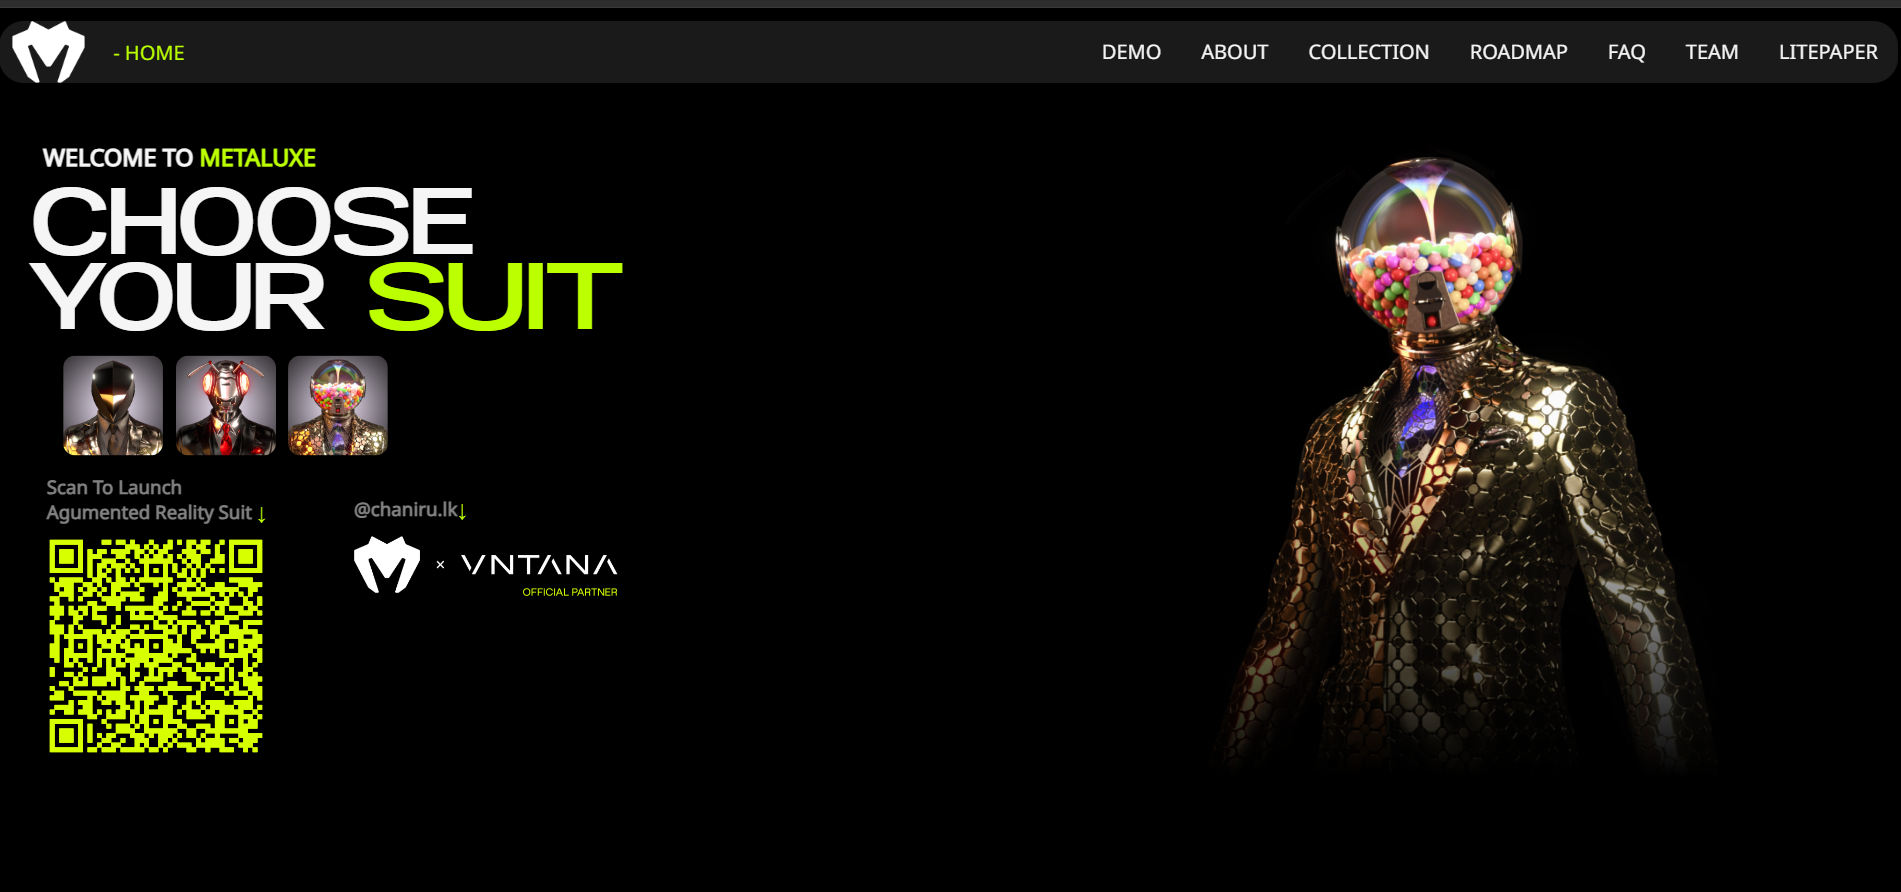 - HOME
DEMO ABOUT COLLECTION ROADMAP FAQ TEAM LITEPAPER
WELCOME TO METALUXE
CHOOSE
YOUR SUIT
Scan To Launch
Agumented Reality Suit ↓
@chaniru.lk↓
× VNTANA
OFFICIAL PARTNER